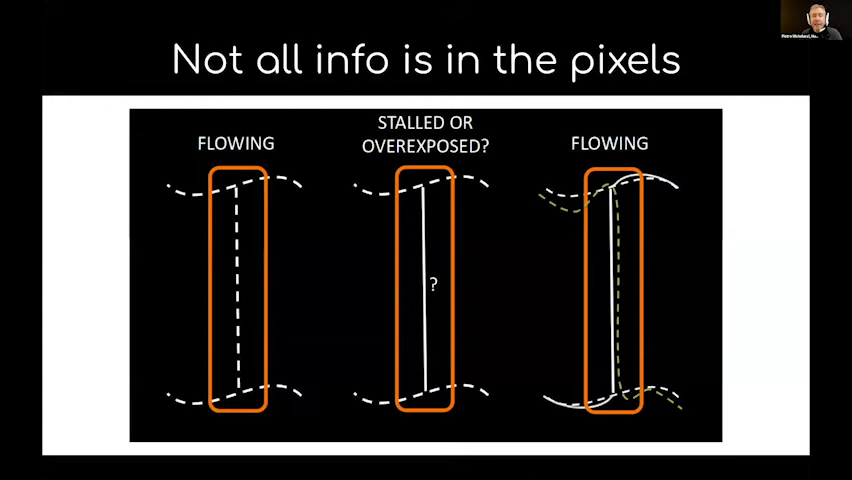 Not all info is in the pixels
FLOWING
STALLED OR
OVEREXPOSED?
FLOWING
?